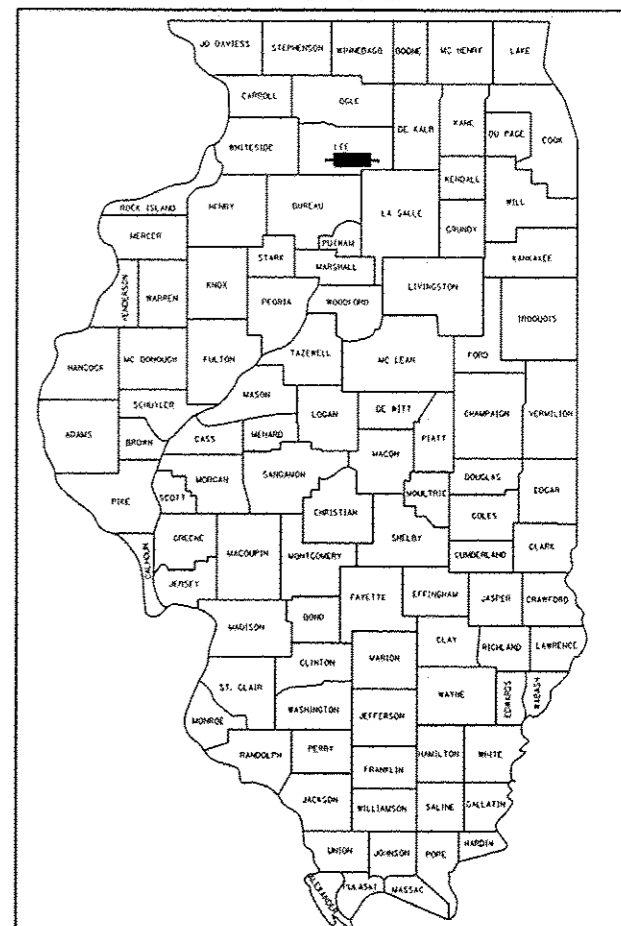 JO DAVIESS
STEPHENSON
WINNEBAGO
BOONE
MC HENRY
LAKE
CARROLL
OGLE
DE KALB
KANE
DU PAGE
COOK
WHITESIDE
LEE
KENDALL
WILL
ROCK ISLAND
HENRY
BUREAU
LA SALLE
GRUNDY
MERCER
PUTNAM
KANKAKEE
STARK
MARSHALL
HENDERSON
WARREN
KNOX
PEORIA
WOODFORD
LIVINGSTON
IROQUOIS
HANCOCK
MC DONOUGH
FULTON
TAZEWELL
MC LEAN
FORD
MASON
SCHUYLER
LOGAN
DE WITT
CHAMPAIGN
VERMILION
ADAMS
BROWN
CASS
MENARD
PIATT
MACON
MORGAN
SANGAMON
DOUGLAS
PIKE
SCOTT
MOULTRIE
EDGAR
CHRISTIAN
COLES
GREENE
SHELBY
CALHOUN
MACOUPIN
MONTGOMERY
CUMBERLAND
CLARK
JERSEY
FAYETTE
EFFINGHAM
JASPER
CRAWFORD
MADISON
BOND
CLAY
RICHLAND
LAWRENCE
CLINTON
MARION
ST. CLAIR
WAYNE
EDWARDS
WABASH
WASHINGTON
JEFFERSON
MONROE
RANDOLPH
PERRY
HAMILTON
WHITE
FRANKLIN
JACKSON
WILLIAMSON
SALINE
GALLATIN
HARDIN
UNION
JOHNSON
POPE
ALEXANDER
PULASKI
MASSAC